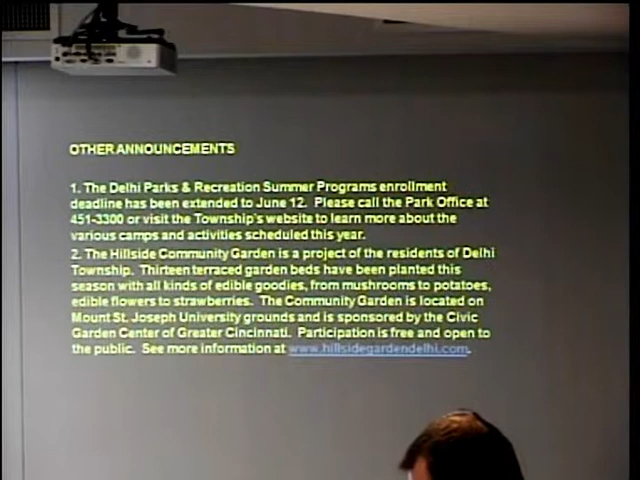 OTHER ANNOUNCEMENTS
1. The Delhi Parks & Recreation Summer Programs enrollment
deadline has been extended to June 12. Please call the Park Office at
451-3300 or visit the Township's website to learn more about the
various camps and activities scheduled this year.
2. The Hillside Community Garden is a project of the residents of Delhi
Township. Thirteen terraced garden beds have been planted this
season with all kinds of edible goodies, from mushrooms to potatoes,
edible flowers to strawberries. The Community Garden is located on
Mount St. Joseph University grounds and is sponsored by the Civic
Garden Center of Greater Cincinnati. Participation is free and open to
the public. See more information at www.hillsidegardendelhi.com.